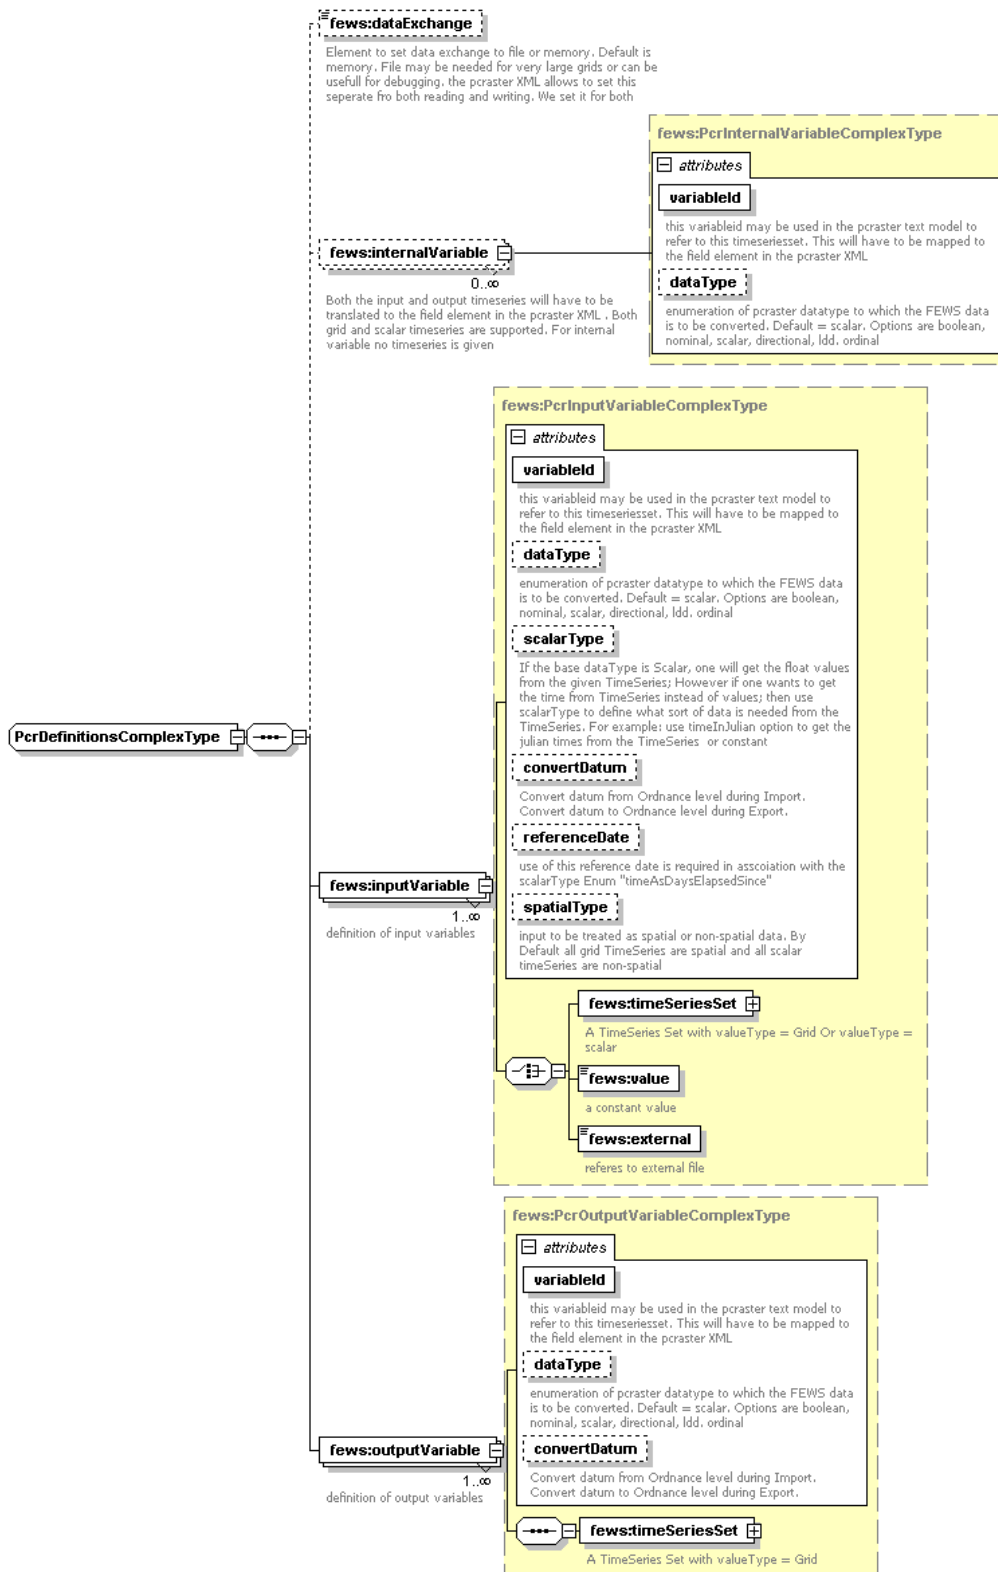 fews:dataExchange
Element to set data exchange to file or memory. Default is
memory. File may be needed for very large grids or can be
usefull for debugging. the pcraster XML allows to set this
seperate fro both reading and writing. We set it for both
fews:PcrInternalVariableComplexType
attributes
variableId
this variableid may be used in the pcraster text model to
refer to this timeseriesset. This will have to be mapped to
the field element in the pcraster XML
dataType
enumeration of pcraster datatype to which the FEWS data
is to be converted. Default = scalar. Options are boolean,
nominal, scalar, directional, ldd. ordinal
fews:internalVariable
0..∞
Both the input and output timeseries will have to be
translated to the field element in the pcraster XML . Both
grid and scalar timeseries are supported. For internal
variable no timeseries is given
PcrDefinitionsComplexType
fews:PcrInputVariableComplexType
attributes
variableId
this variableid may be used in the pcraster text model to
refer to this timeseriesset. This will have to be mapped to
the field element in the pcraster XML
dataType
enumeration of pcraster datatype to which the FEWS data
is to be converted. Default = scalar. Options are boolean,
nominal, scalar, directional, ldd. ordinal
scalarType
If the base dataType is Scalar, one will get the float values
from the given TimeSeries; However if one wants to get
the time from TimeSeries instead of values; then use
scalarType to define what sort of data is needed from the
TimeSeries. For example: use timeInJulian option to get the
julian times from the TimeSeries or constant
convertDatum
Convert datum from Ordnance level during Import.
Convert datum to Ordnance level during Export.
referenceDate
use of this reference date is required in asscoiation with the
scalarType Enum "timeAsDaysElapsedSince"
spatialType
input to be treated as spatial or non-spatial data. By
Default all grid TimeSeries are spatial and all scalar
timeSeries are non-spatial
fews:inputVariable
1..∞
definition of input variables
fews:timeSeriesSet
A TimeSeries Set with valueType = Grid Or valueType =
scalar
fews:value
a constant value
fews:external
referes to external file
fews:PcrOutputVariableComplexType
attributes
variableId
this variableid may be used in the pcraster text model to
refer to this timeseriesset. This will have to be mapped to
the field element in the pcraster XML
dataType
enumeration of pcraster datatype to which the FEWS data
is to be converted. Default = scalar. Options are boolean,
nominal, scalar, directional, ldd. ordinal
convertDatum
Convert datum from Ordnance level during Import.
Convert datum to Ordnance level during Export.
fews:outputVariable
1..∞
definition of output variables
fews:timeSeriesSet
A TimeSeries Set with valueType = Grid